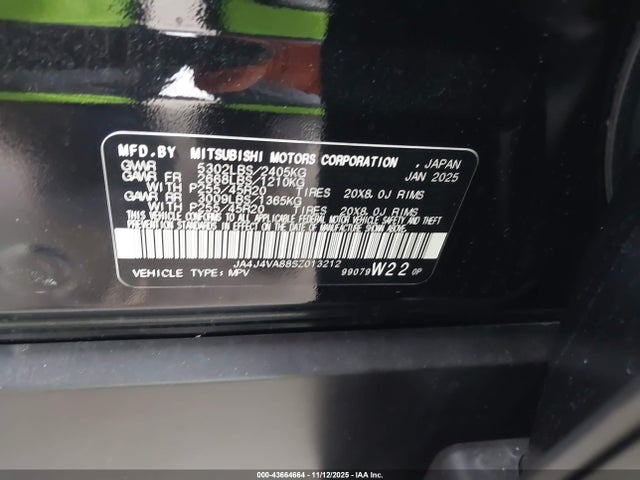 MFD.BY MITSUBISHI MOTORS CORPORATION , JAPAN
GVWR 5302LBS/2405KG JAN 2025
GAWR FR 2668LBS/1210KG
WITH P255/45R20 TIRES 20X8.0J RIMS
GAWR RR 3009LBS/1365KG
WITH P255/45R20 TIRES 20X8.0J RIMS
THIS VEHICLE CONFORMS TO ALL APPLICABLE FEDERAL MOTOR VEHICLE SAFETY, BUMPER, AND THEFT
PREVENTION STANDARDS IN EFFECT ON THE DATE OF MANUFACTURE SHOWN ABOVE.
JA4J4VA88SZ013212
VEHICLE TYPE: MPV 99079 W22 0P
000-43664664 - 11/12/2025 - IAA Inc.